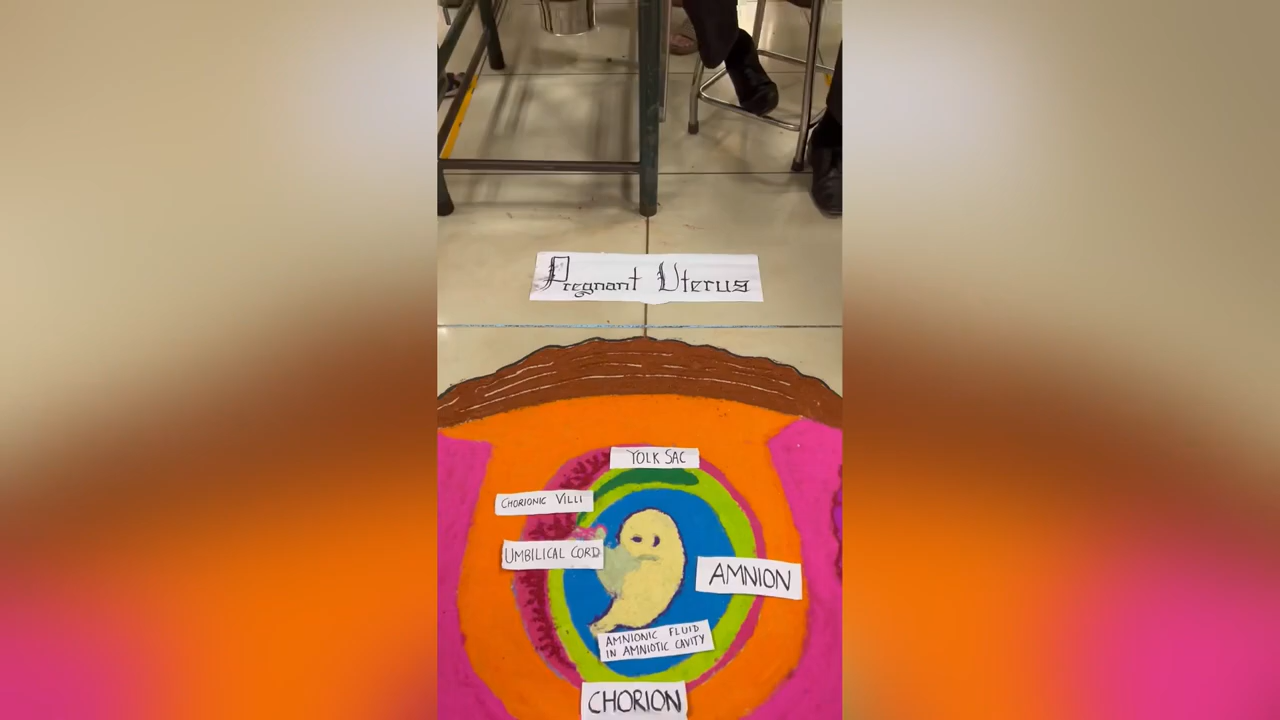 Pregnant Uterus
YOLK SAC
CHORIONIC VILLI
UMBILICAL CORD
AMNION
AMNIONIC FLUID
IN AMNIOTIC CAVITY
CHORION